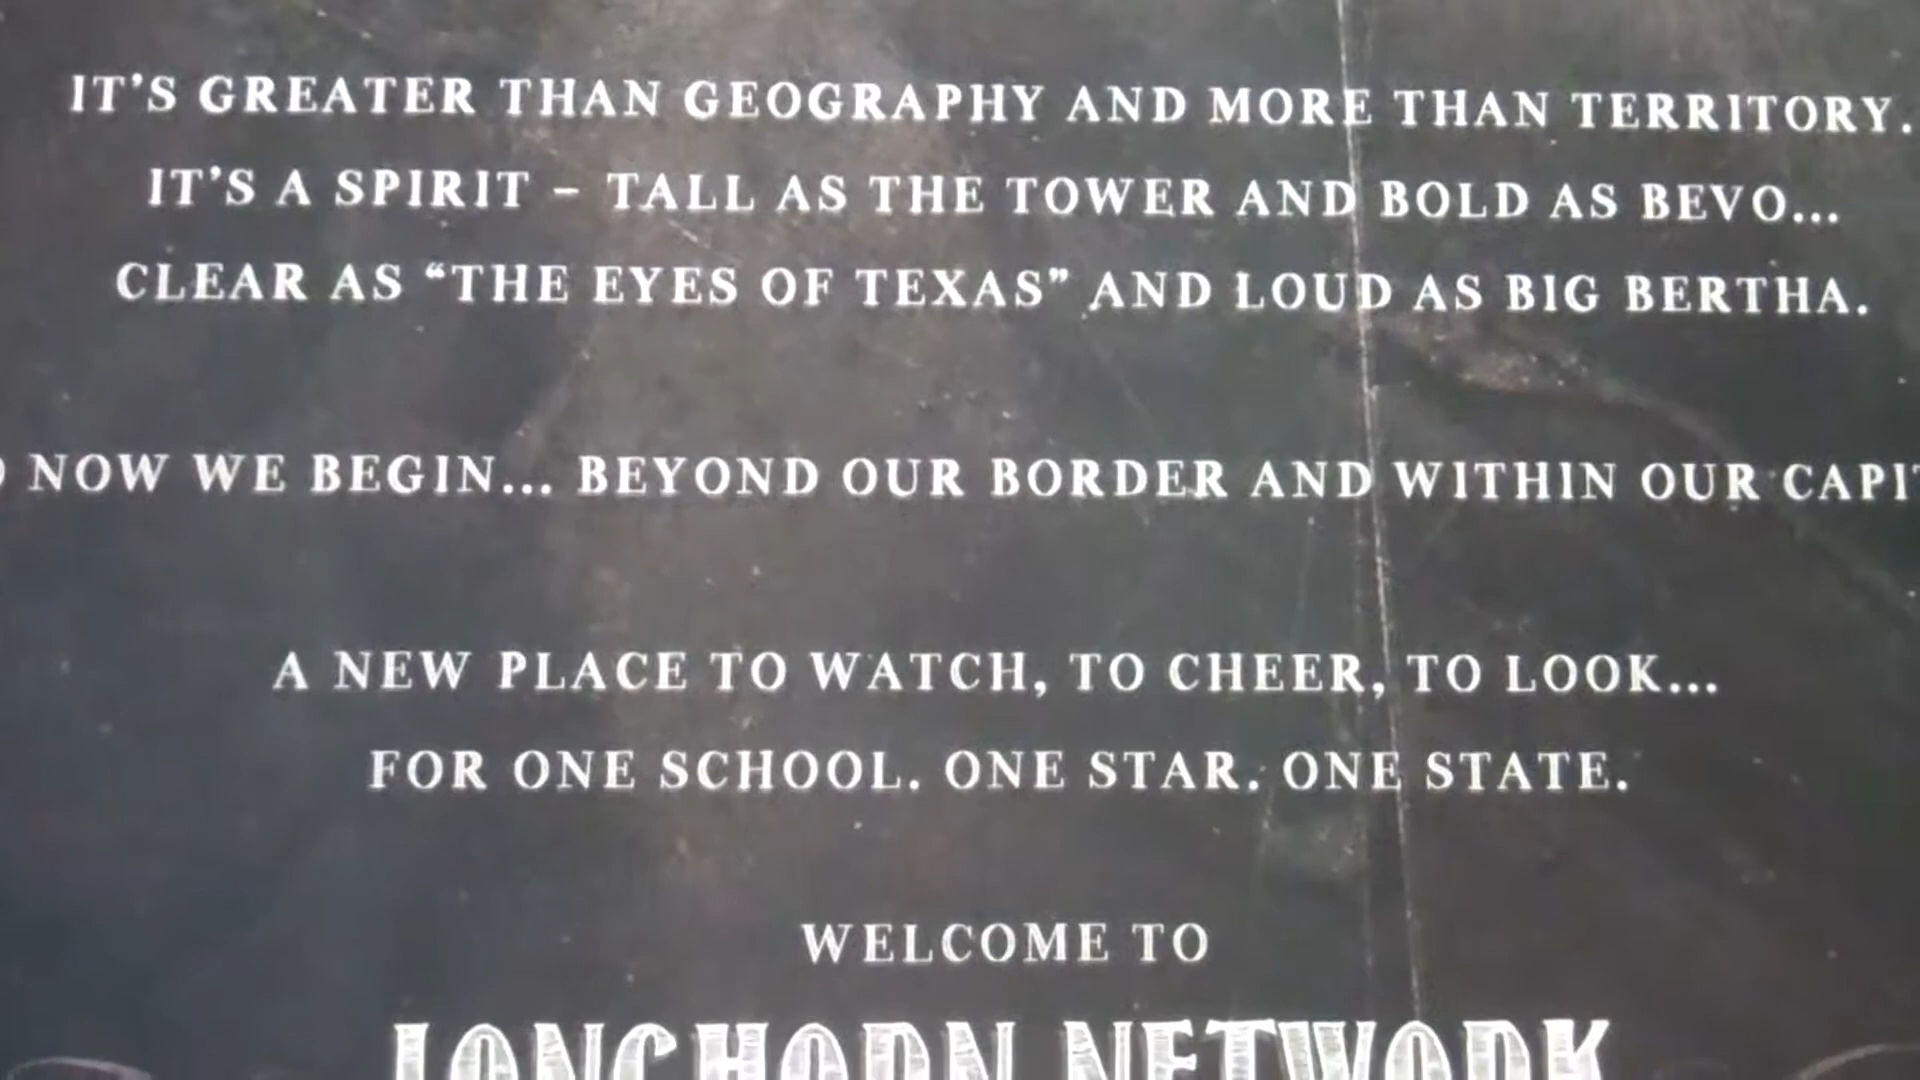 IT'S GREATER THAN GEOGRAPHY AND MORE THAN TERRITORY.
IT'S A SPIRIT – TALL AS THE TOWER AND BOLD AS BEVO...
CLEAR AS “THE EYES OF TEXAS” AND LOUD AS BIG BERTHA.
NOW WE BEGIN... BEYOND OUR BORDER AND WITHIN OUR
A NEW PLACE TO WATCH, TO CHEER, TO LOOK...
FOR ONE SCHOOL. ONE STAR. ONE STATE.
WELCOME TO
LONGHORN NETWORK